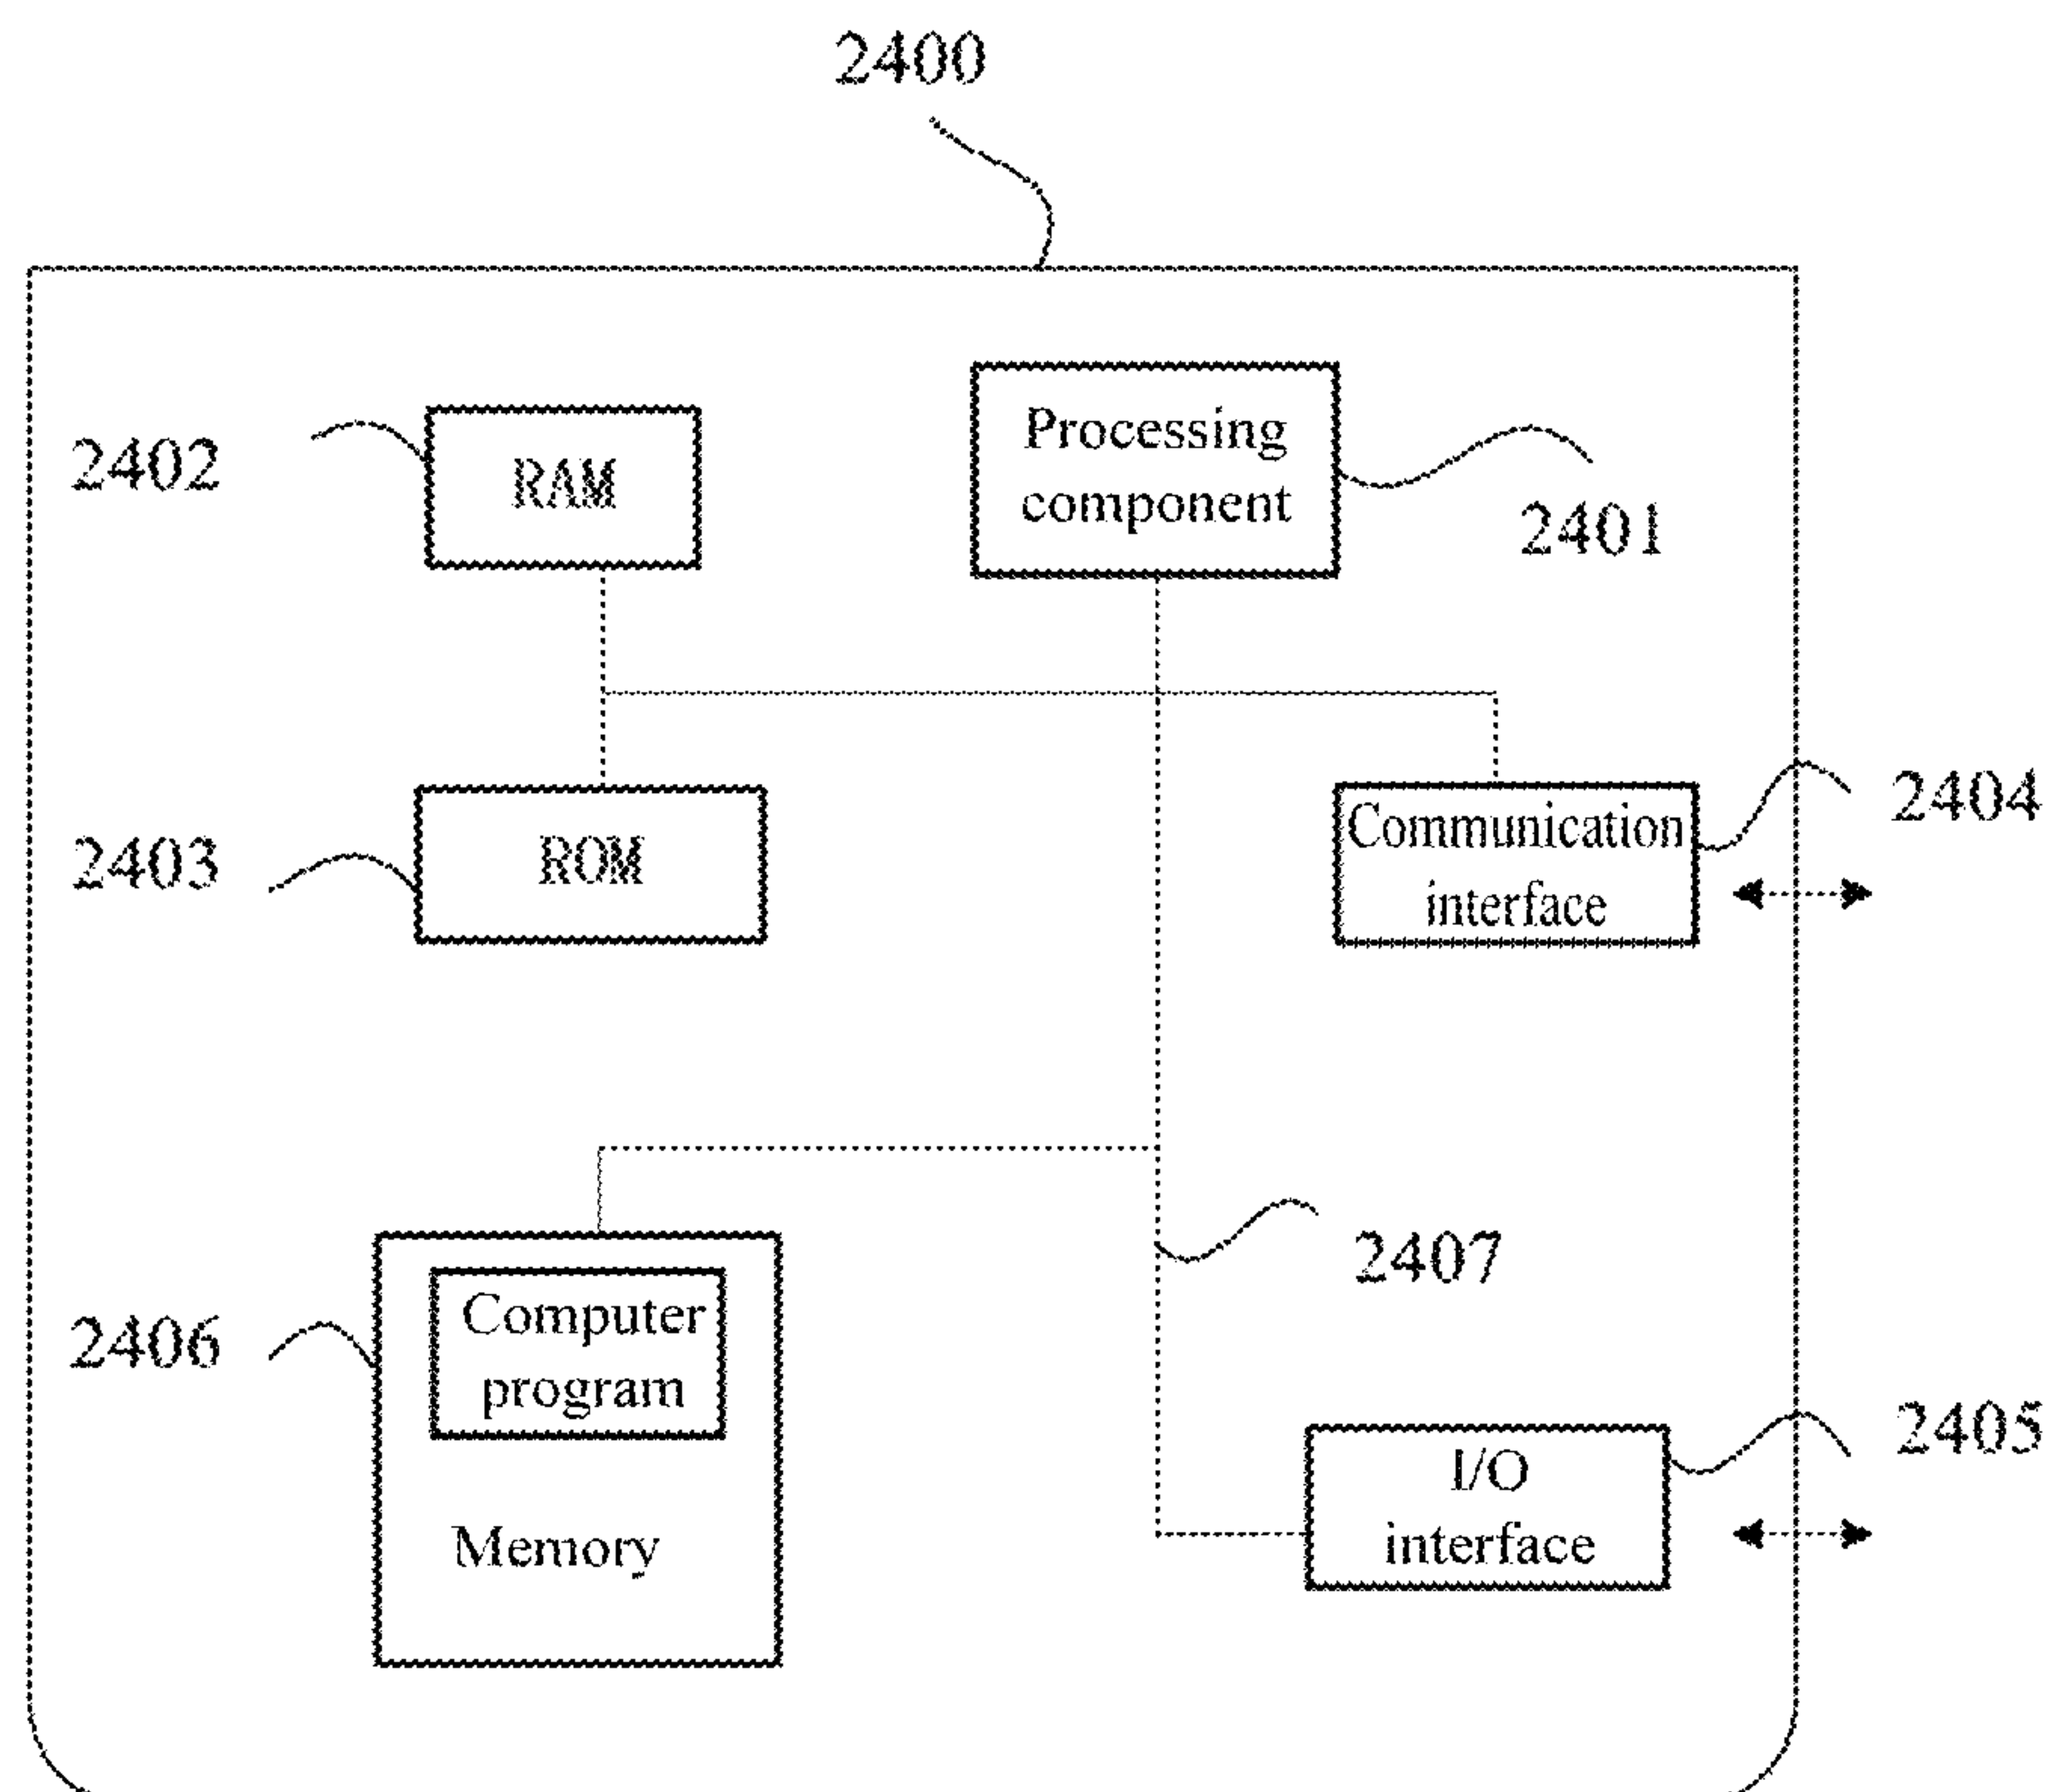 2400
2402
RAM
Processing
component
2401
2403
ROM
Communication
interface
2404
2407
2406
Computer
program
Memory
I/O
interface
2405